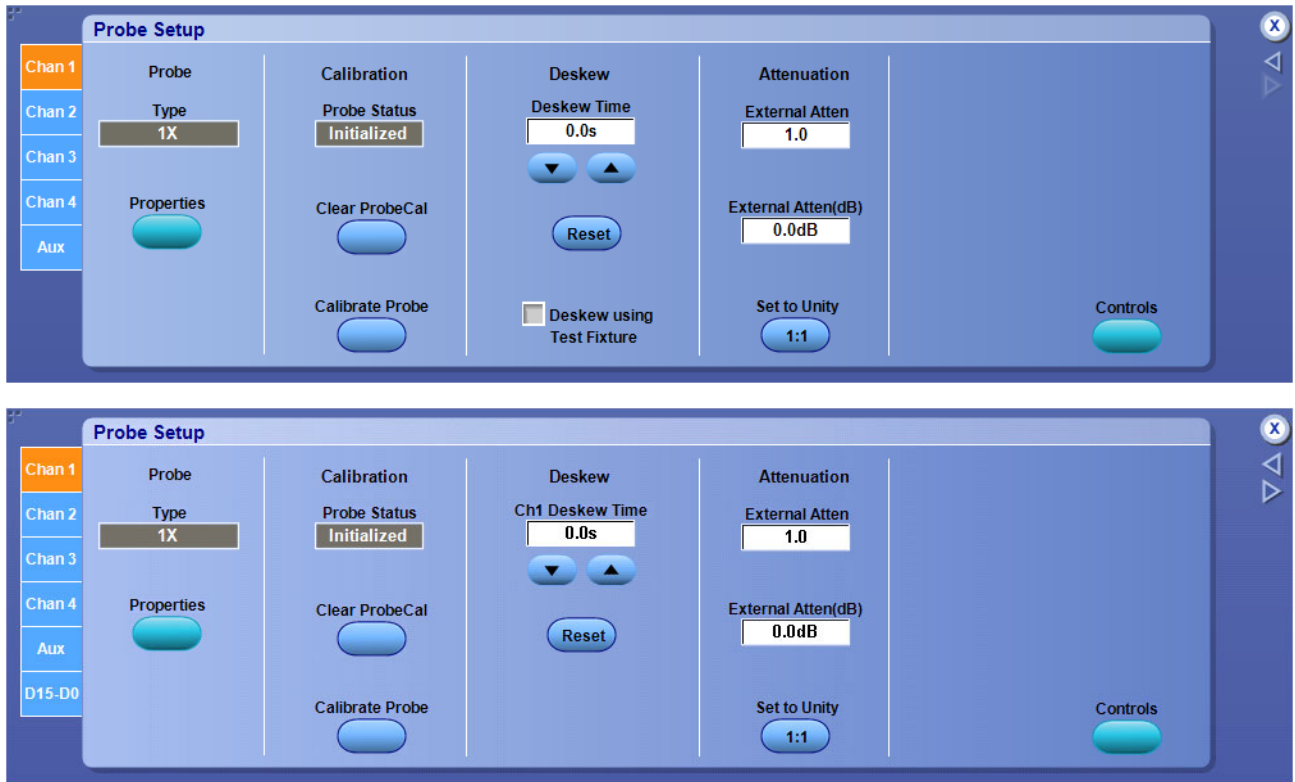 Probe Setup
X
Chan 1
Chan 2
Chan 3
Chan 4
Aux
Probe
Type
1X
Properties
Calibration
Probe Status
Initialized
Clear ProbeCal
Calibrate Probe
Deskew
Deskew Time
0.0s
Reset
Deskew using
Test Fixture
Attenuation
External Atten
1.0
External Atten(dB)
0.0dB
Set to Unity
1:1
Controls
Probe Setup
X
Chan 1
Chan 2
Chan 3
Chan 4
Aux
D15-D0
Probe
Type
1X
Properties
Calibration
Probe Status
Initialized
Clear ProbeCal
Calibrate Probe
Deskew
Ch1 Deskew Time
0.0s
Reset
Attenuation
External Atten
1.0
External Atten(dB)
0.0dB
Set to Unity
1:1
Controls